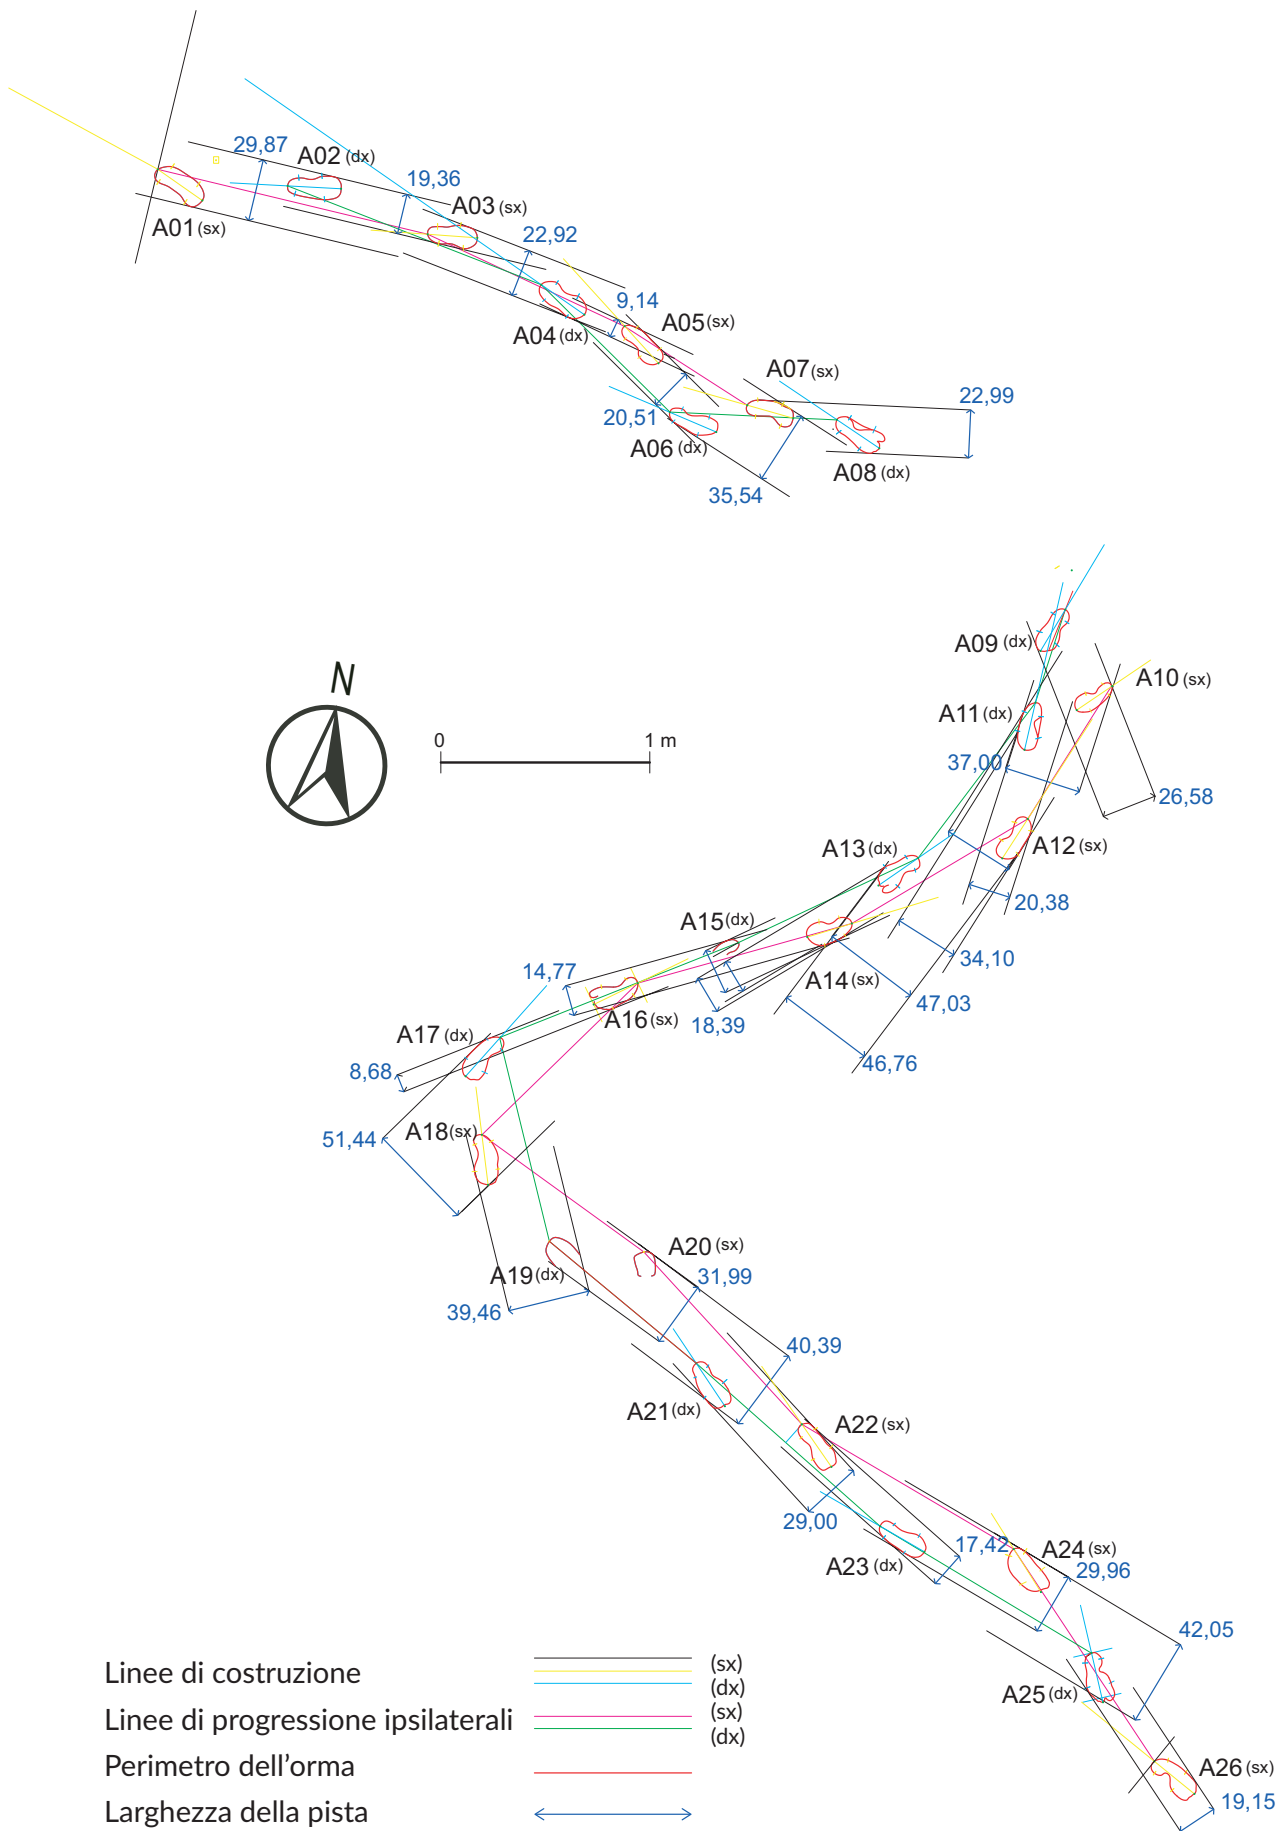 29,87
A02 (dx)
19,36
A03 (sx)
A01 (sx)
22,92
9,14
A05 (sx)
A04 (dx)
A07 (sx)
22,99
20,51
A06 (dx)
A08 (dx)
35,54
A09 (dx)
N
A10 (sx)
A11 (dx)
0 1 m
37,00
26,58
A13 (dx)
A12 (sx)
20,38
A15 (dx)
34,10
14,77
A14 (sx)
47,03
A16 (sx)
18,39
A17 (dx)
46,76
8,68
A18 (sx)
51,44
A20 (sx)
A19 (dx)
31,99
39,46
40,39
A21 (dx)
A22 (sx)
29,00
17,42
A24 (sx)
A23 (dx)
29,96
42,05
A25 (dx)
A26 (sx)
19,15
Linee di costruzione (sx)
(dx)
Linee di progressione ipsilaterali (sx)
(dx)
Perimetro dell'orma
Larghezza della pista